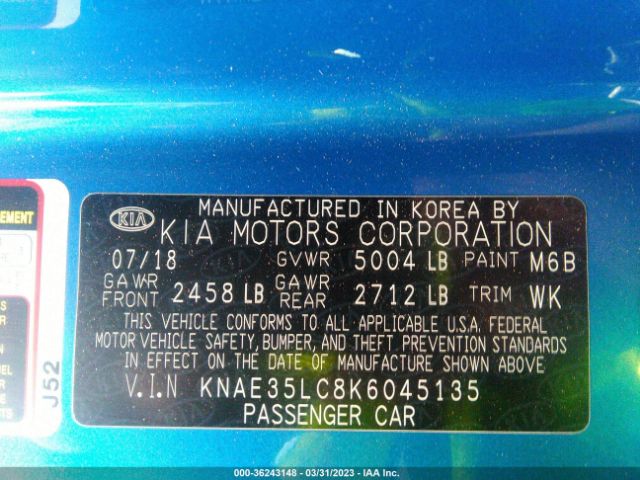 EMENT
MANUFACTURED IN KOREA BY
KIA
KIA MOTORS CORPORATION
07/18 GVWR 5004 LB PAINT M6B
GAWR FRONT 2458 LB GAWR REAR 2712 LB TRIM WK
THIS VEHICLE CONFORMS TO ALL APPLICABLE U.S.A. FEDERAL
MOTOR VEHICLE SAFETY, BUMPER, AND THEFT PREVENTION STANDARDS
IN EFFECT ON THE DATE OF MANUFACTURE SHOWN ABOVE
V.I.N KNAE35LC8K6045135
PASSENGER CAR
J52
000-36243148 - 03/31/2023 - IAA Inc.